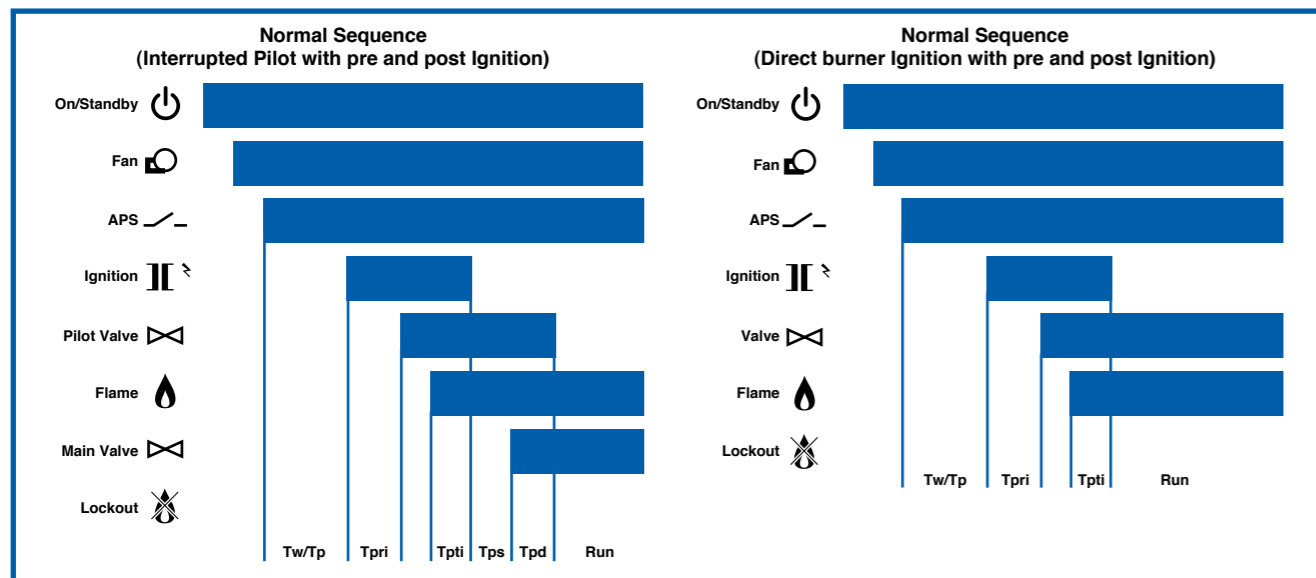 Normal Sequence
(Interrupted Pilot with pre and post Ignition)
On/Standby
Fan
APS
Ignition
Pilot Valve
Flame
Main Valve
Lockout
Tw/Tp Tpri Tpti Tps Tpd Run
Normal Sequence
(Direct burner Ignition with pre and post Ignition)
On/Standby
Fan
APS
Ignition
Valve
Flame
Lockout
Tw/Tp Tpri Tpti Run